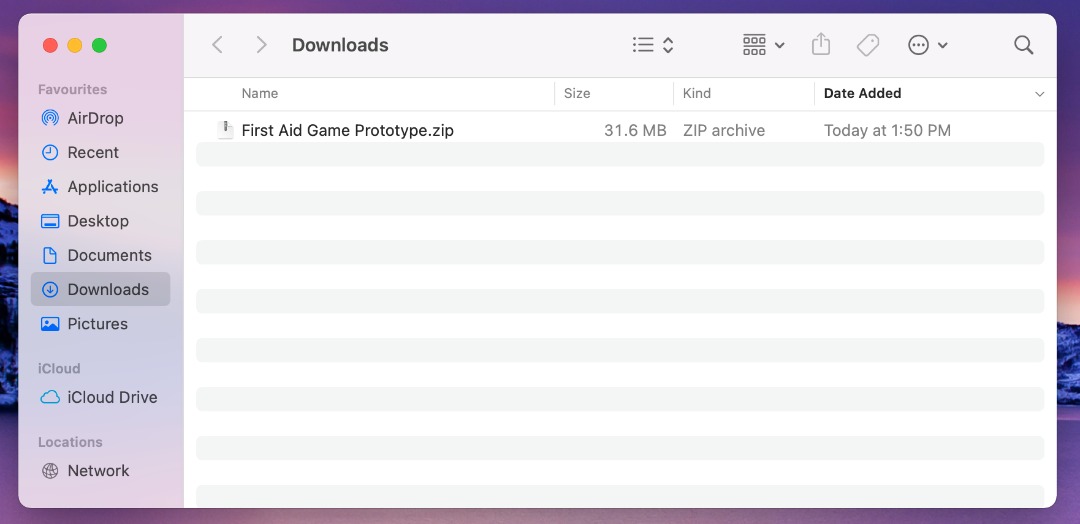 Downloads
Favourites
AirDrop
Recent
Applications
Desktop
Documents
Downloads
Pictures
iCloud
iCloud Drive
Locations
Network
Name Size Kind Date Added
First Aid Game Prototype.zip 31.6 MB ZIP archive Today at 1:50 PM